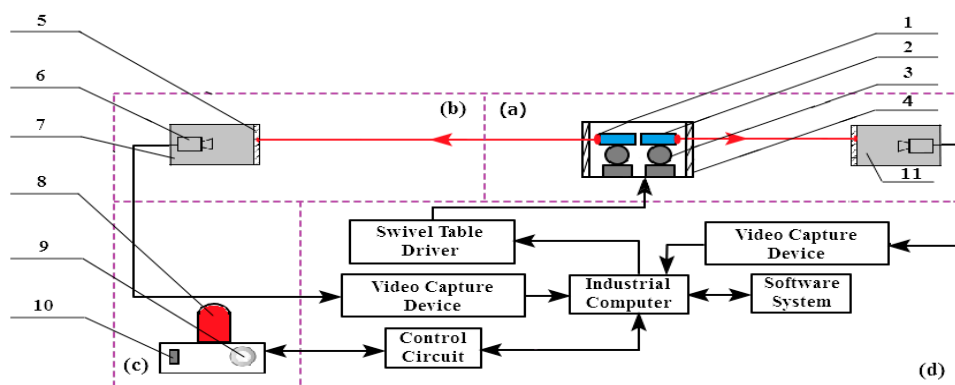 5
6
7
8
9
10
1
2
3
4
(b)
(a)
11
Swivel Table
Driver
Video Capture
Device
Video Capture
Device
Industrial
Computer
Software
System
Control
Circuit
(c)
(d)